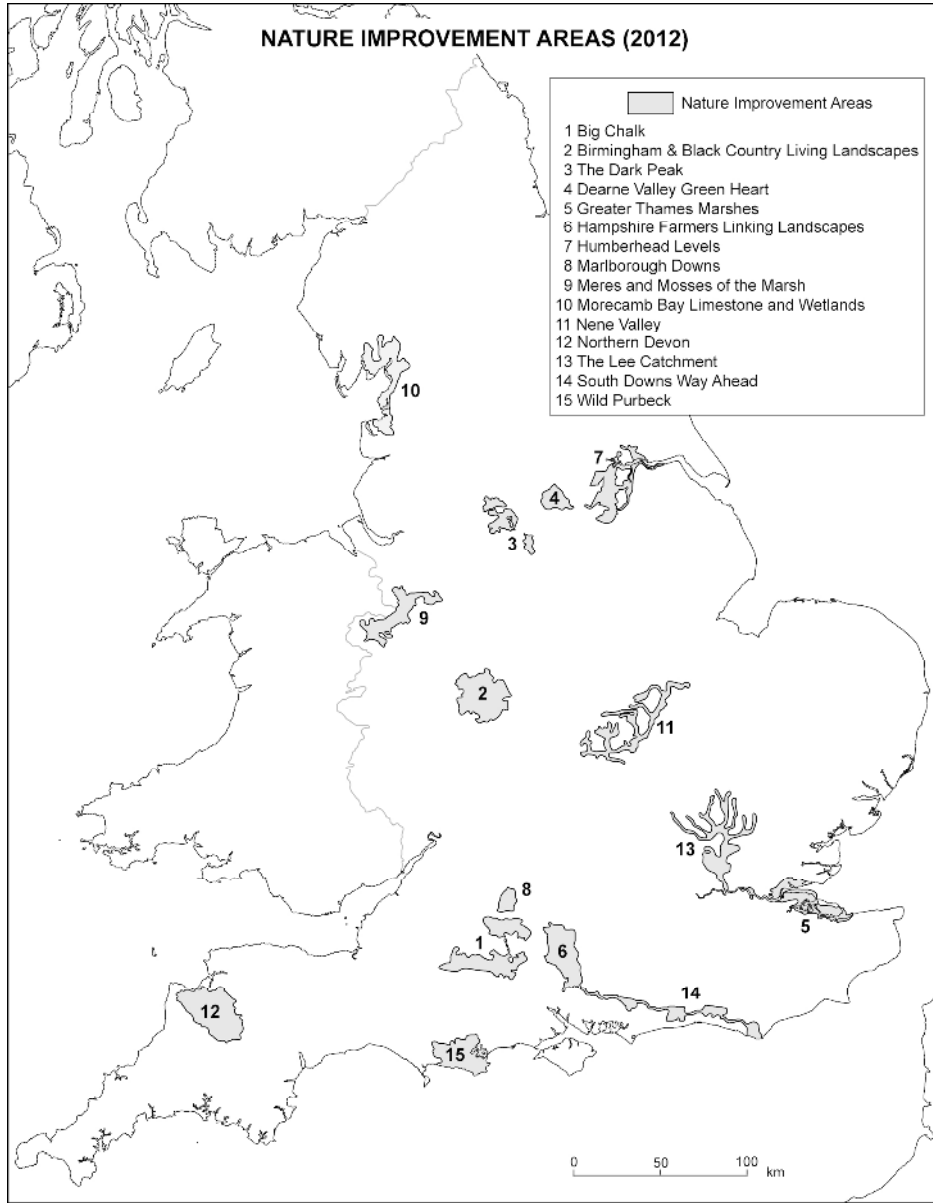 NATURE IMPROVEMENT AREAS (2012)
Nature Improvement Areas
1 Big Chalk
2 Birmingham & Black Country Living Landscapes
3 The Dark Peak
4 Dearne Valley Green Heart
5 Greater Thames Marshes
6 Hampshire Farmers Linking Landscapes
7 Humberhead Levels
8 Marlborough Downs
9 Meres and Mosses of the Marsh
10 Morecamb Bay Limestone and Wetlands
11 Nene Valley
12 Northern Devon
13 The Lee Catchment
14 South Downs Way Ahead
15 Wild Purbeck
10
7
4
3
9
2
11
13
8
5
1
6
14
12
15
0 50 100
km